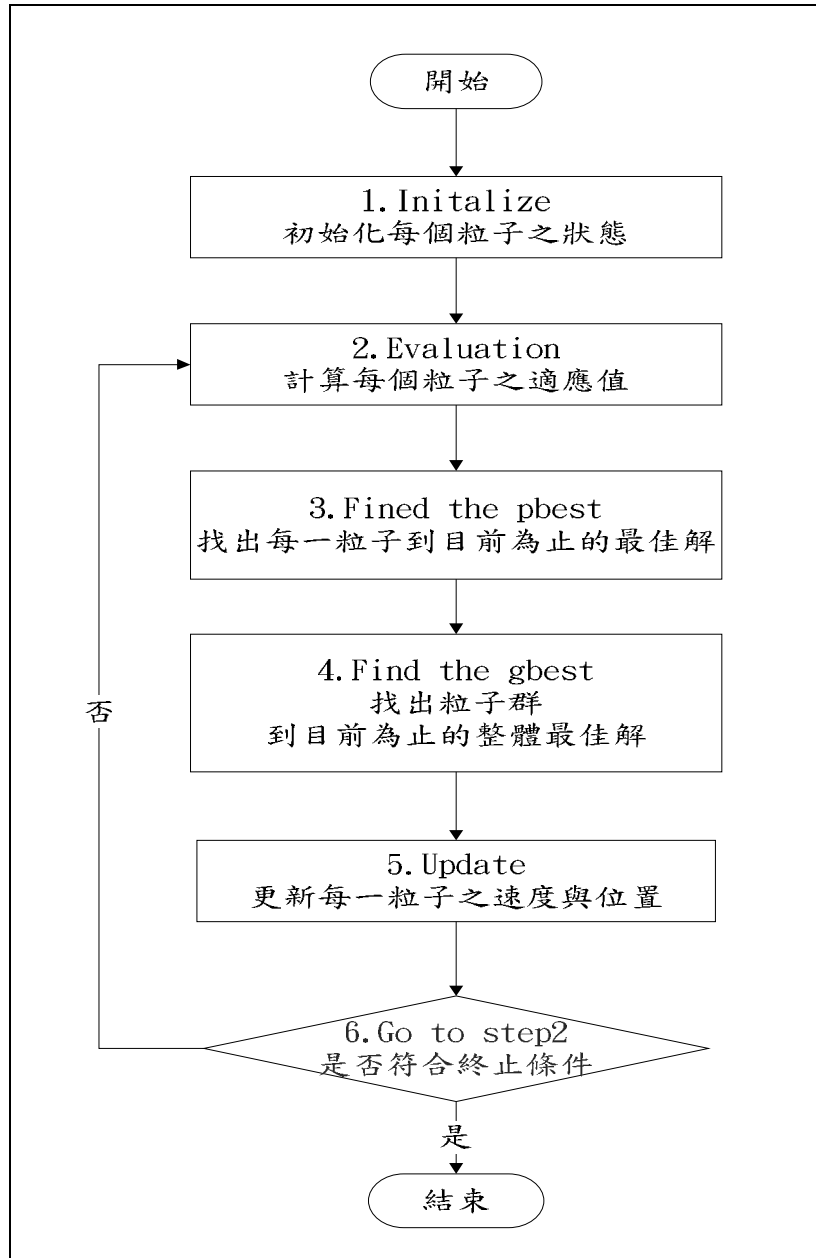 開始
1.Initalize
初始化每個粒子之狀態
2.Evaluation
計算每個粒子之適應值
3.Fined the pbest
找出每一粒子到目前為止的最佳解
4.Find the gbest
找出粒子群
到目前為止的整體最佳解
否
5.Update
更新每一粒子之速度與位置
6.Go to step2
是否符合終止條件
是
結束